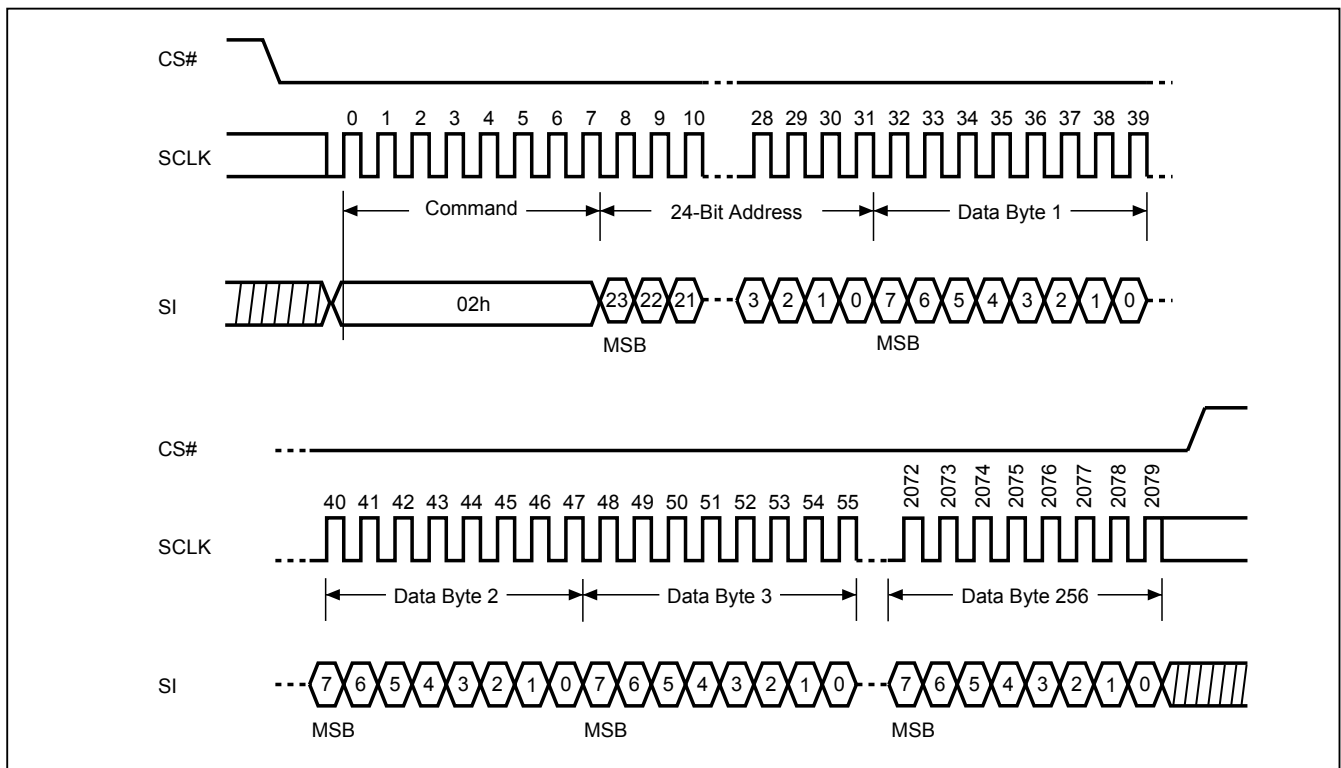 CS#
0 1 2 3 4 5 6 7 8 9 10 28 29 30 31 32 33 34 35 36 37 38 39
SCLK
Command 24-Bit Address Data Byte 1
SI 02h 23 22 21 3 2 1 0 7 6 5 4 3 2 1 0
MSB MSB
CS#
40 41 42 43 44 45 46 47 48 49 50 51 52 53 54 55 2072 2073 2074 2075 2076 2077 2078 2079
SCLK
Data Byte 2 Data Byte 3 Data Byte 256
SI 7 6 5 4 3 2 1 0 7 6 5 4 3 2 1 0 7 6 5 4 3 2 1 0
MSB MSB MSB